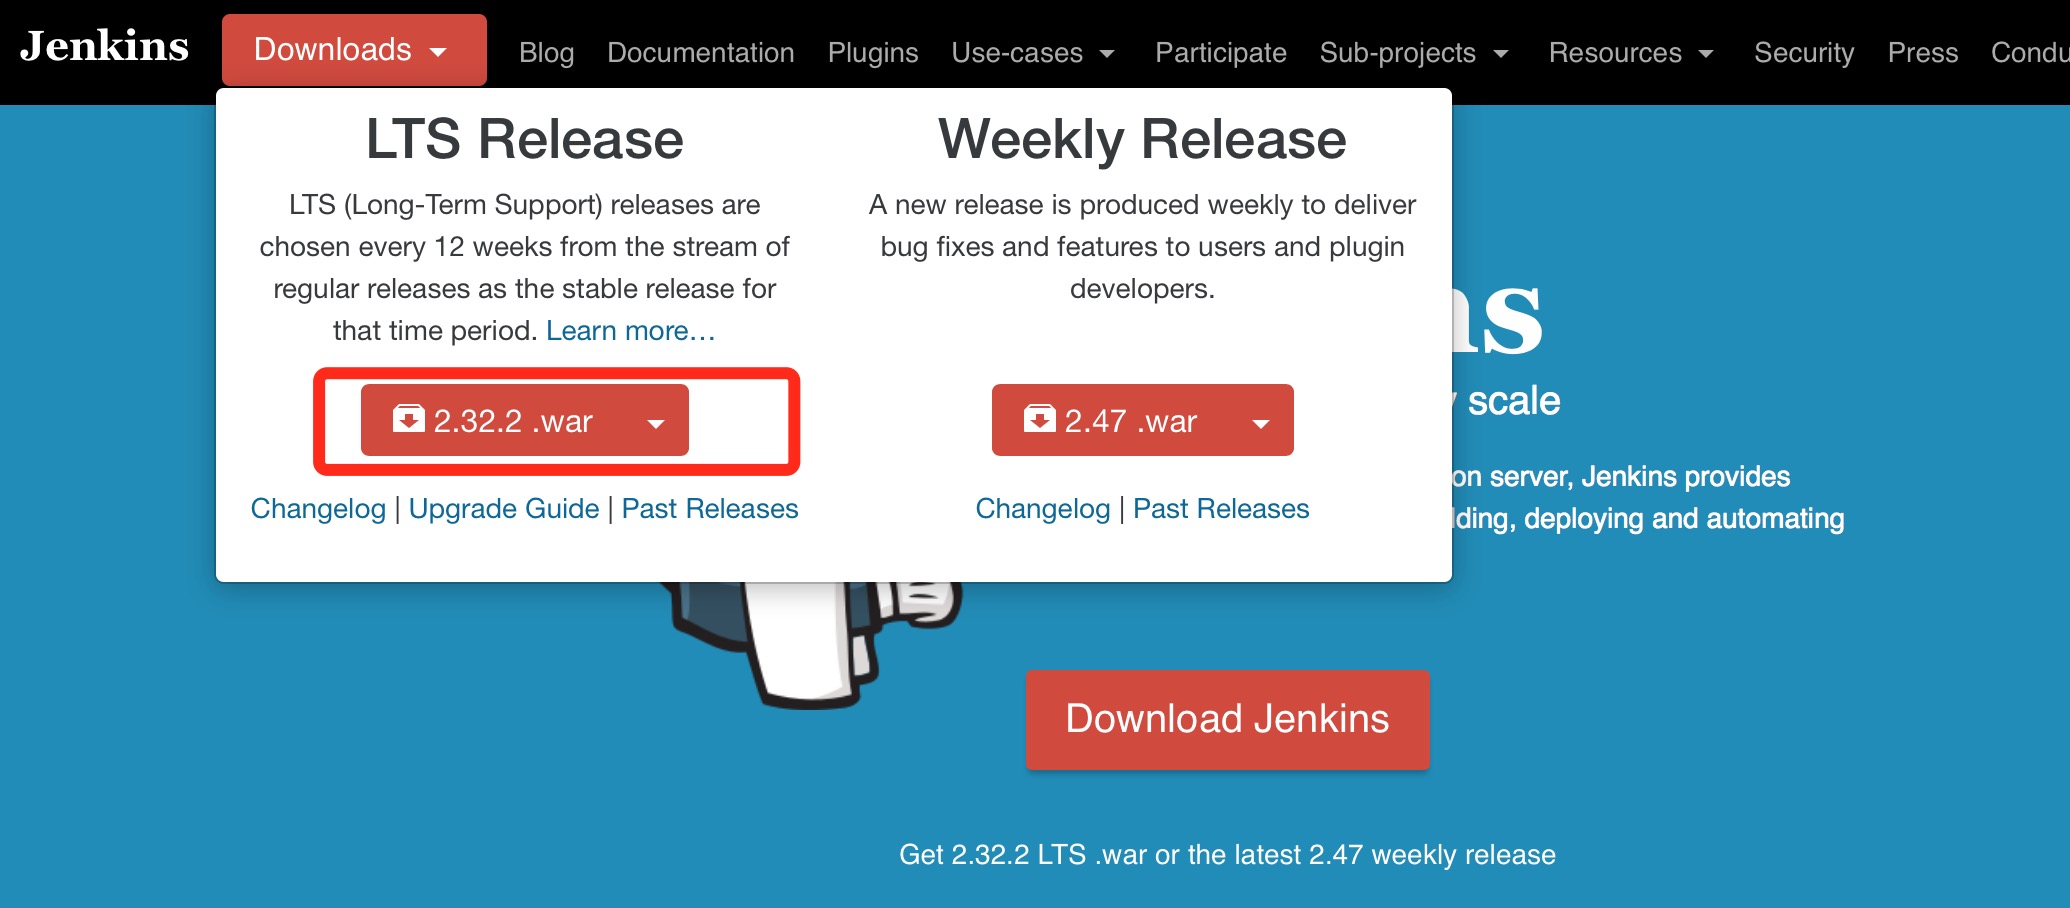 Jenkins Downloads Blog Documentation Plugins Use-cases Participate Sub-projects Resources Security Press Condu
LTS Release
LTS (Long-Term Support) releases are
chosen every 12 weeks from the stream of
regular releases as the stable release for
that time period. Learn more…
2.32.2 .war
Changelog | Upgrade Guide | Past Releases
Weekly Release
A new release is produced weekly to deliver
bug fixes and features to users and plugin
developers.
2.47 .war
Changelog | Past Releases
ns
y scale
on server, Jenkins provides
lding, deploying and automating
Download Jenkins
Get 2.32.2 LTS .war or the latest 2.47 weekly release